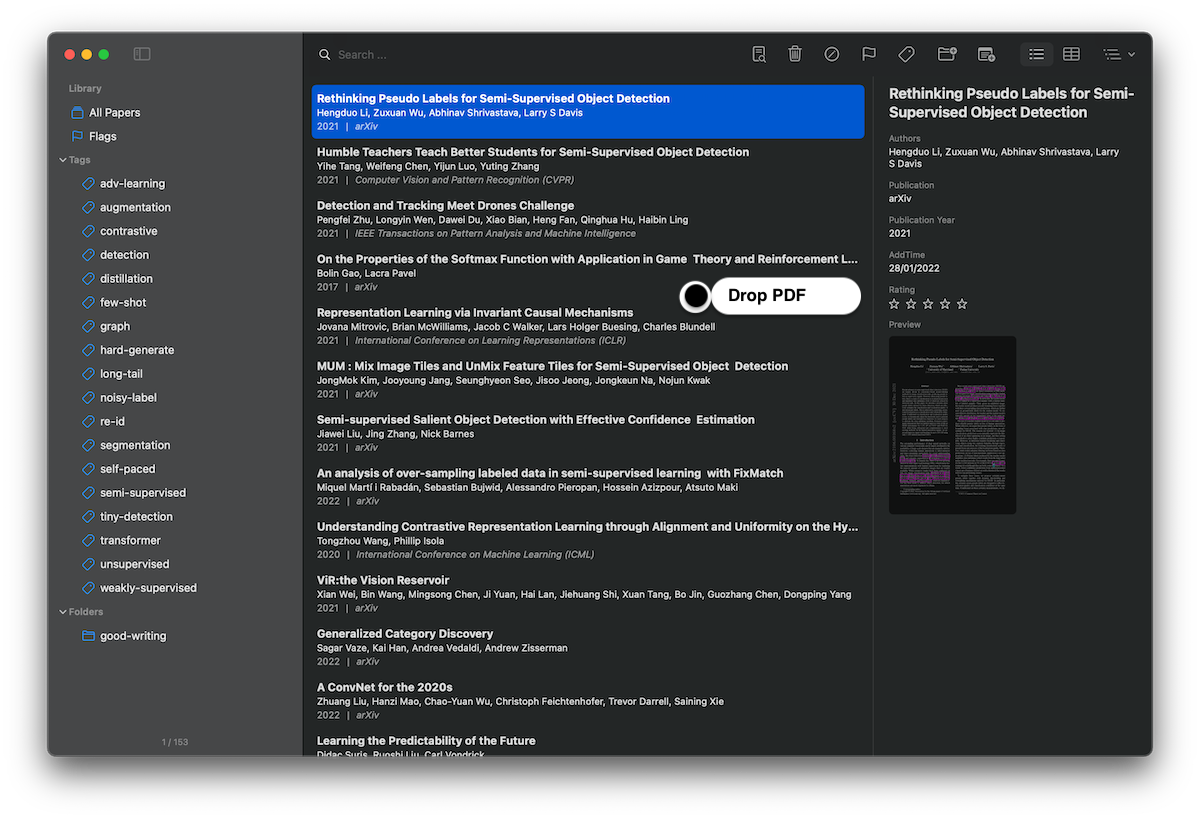 Search ...
Library
All Papers
Flags
Tags
adv-learning
augmentation
contrastive
detection
distillation
few-shot
graph
hard-generate
long-tail
noisy-label
re-id
segmentation
self-paced
semi-supervised
tiny-detection
transformer
unsupervised
weakly-supervised
Folders
good-writing
1 / 153
Rethinking Pseudo Labels for Semi-Supervised Object Detection
Hengduo Li, Zuxuan Wu, Abhinav Shrivastava, Larry S Davis
2021 | arXiv
Humble Teachers Teach Better Students for Semi-Supervised Object Detection
Yihe Tang, Weifeng Chen, Yijun Luo, Yuting Zhang
2021 | Computer Vision and Pattern Recognition (CVPR)
Detection and Tracking Meet Drones Challenge
Pengfei Zhu, Longyin Wen, Dawei Du, Xiao Bian, Heng Fan, Qinghua Hu, Haibin Ling
2021 | IEEE Transactions on Pattern Analysis and Machine Intelligence
On the Properties of the Softmax Function with Application in Game Theory and Reinforcement L...
Bolin Gao, Lacra Pavel
2017 | arXiv
Drop PDF
Representation Learning via Invariant Causal Mechanisms
Jovana Mitrovic, Brian McWilliams, Jacob C Walker, Lars Holger Buesing, Charles Blundell
2021 | International Conference on Learning Representations (ICLR)
MUM : Mix Image Tiles and UnMix Feature Tiles for Semi-Supervised Object Detection
JongMok Kim, Jooyoung Jang, Seunghyeon Seo, Jisoo Jeong, Jongkeun Na, Nojun Kwak
2021 | arXiv
Semi-supervised Salient Object Detection with Effective Confidence Estimation
Jiawei Liu, Jing Zhang, Nick Barnes
2021 | arXiv
An analysis of over-sampling labeled data in semi-supervised learning with FixMatch
Miquel Martí i Rabadán, Sebastian Bujwid, Alessandro Pieropan, Hossein Azizpour, Atsuto Maki
2022 | arXiv
Understanding Contrastive Representation Learning through Alignment and Uniformity on the Hy...
Tongzhou Wang, Phillip Isola
2020 | International Conference on Machine Learning (ICML)
ViR:the Vision Reservoir
Xian Wei, Bin Wang, Mingsong Chen, Ji Yuan, Hai Lan, Jiehuang Shi, Xuan Tang, Bo Jin, Guozhang Chen, Dongping Yang
2021 | arXiv
Generalized Category Discovery
Sagar Vaze, Kai Han, Andrea Vedaldi, Andrew Zisserman
2022 | arXiv
A ConvNet for the 2020s
Zhuang Liu, Hanzi Mao, Chao-Yuan Wu, Christoph Feichtenhofer, Trevor Darrell, Saining Xie
2022 | arXiv
Learning the Predictability of the Future
Didac Suris, Ruoshi Liu, Carl Vondrick
Rethinking Pseudo Labels for Semi-
Supervised Object Detection
Authors
Hengduo Li, Zuxuan Wu, Abhinav Shrivastava, Larry
S Davis
Publication
arXiv
Publication Year
2021
AddTime
28/01/2022
Rating
Preview
Rethinking Pseudo Labels for Semi-Supervised Object Detection